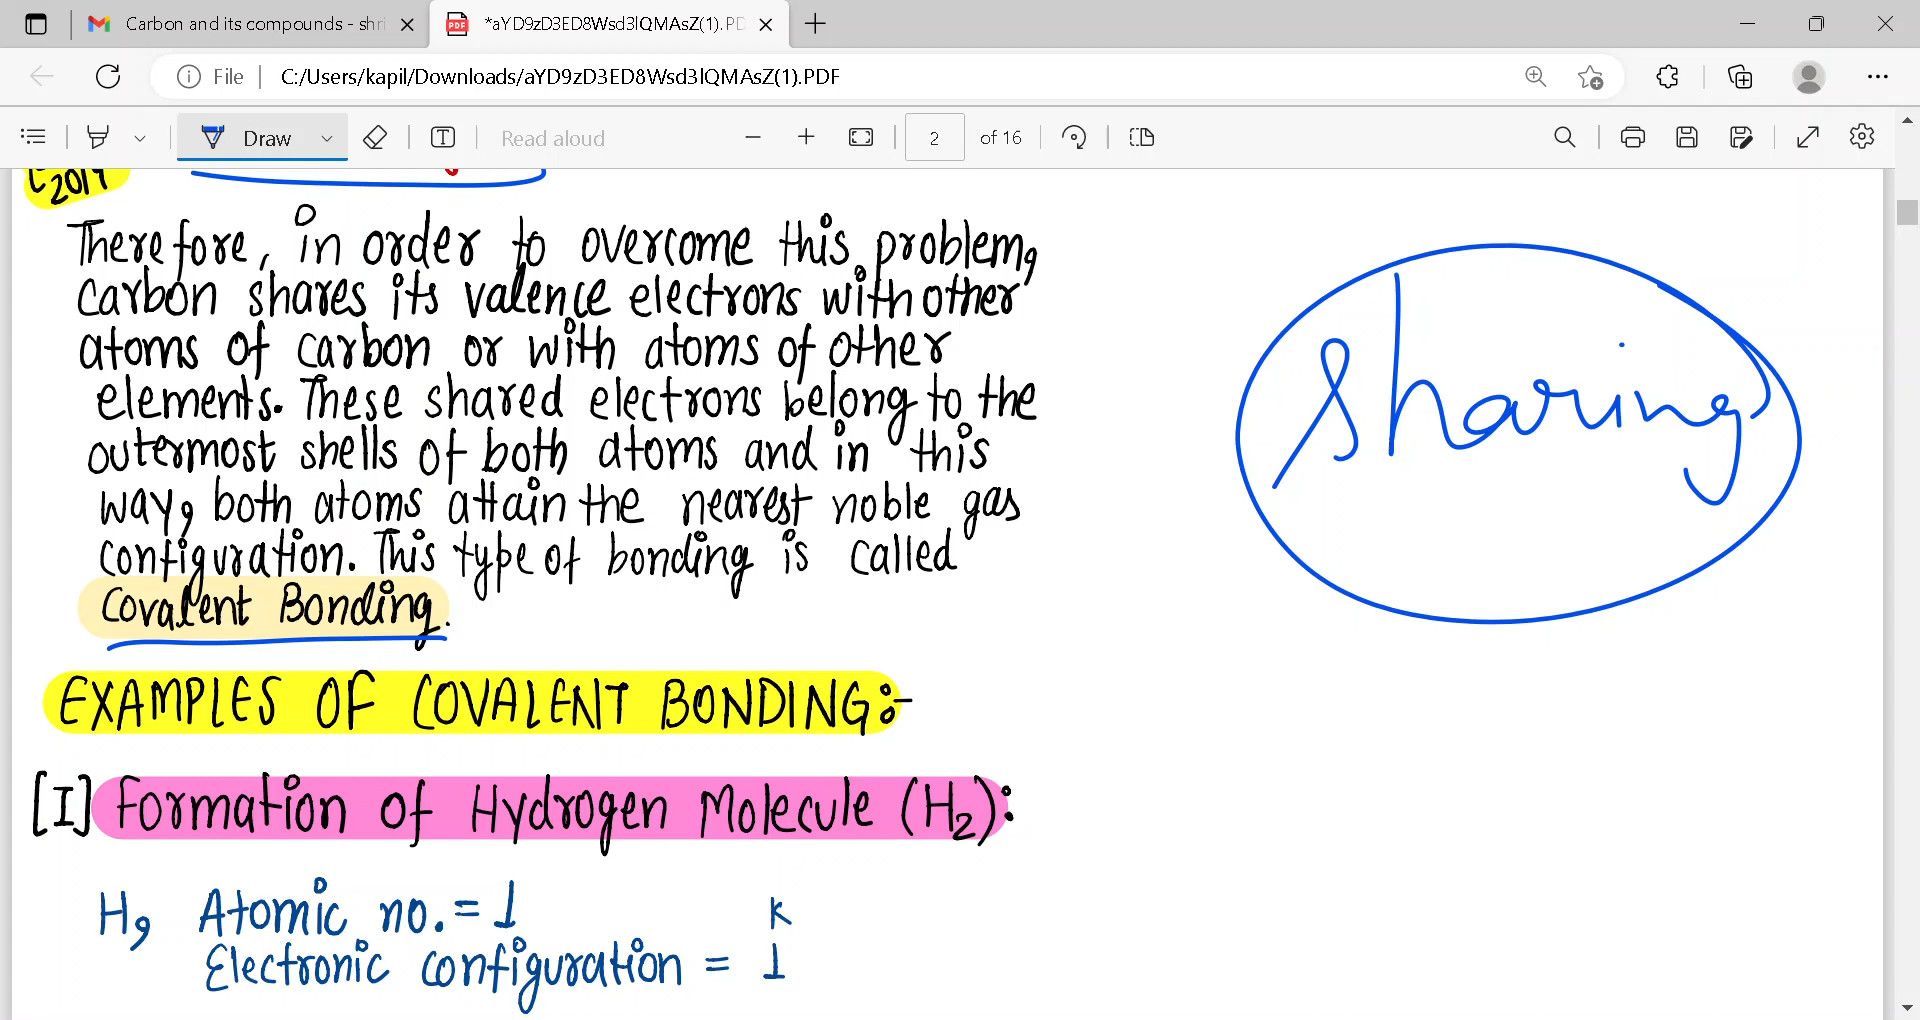 Carbon and its compounds - shri
*aYD9zD3ED8Wsd3lQMAsZ(1).PD
File
C:/Users/kapil/Downloads/aYD9zD3ED8Wsd3lQMAsZ(1).PDF
Draw
Read aloud
2 of 16
2019
Therefore, in order to overcome this problem,
carbon shares its valence electrons with other
atoms of carbon or with atoms of other
elements. These shared electrons belong to the
outermost shells of both atoms and in this
way, both atoms attain the nearest noble gas
configuration. This type of bonding is called
Covalent Bonding.
Sharing
EXAMPLES OF COVALENT BONDING:-
[I] Formation of Hydrogen Molecule (H₂):
H, Atomic no. = 1 K
Electronic configuration = 1